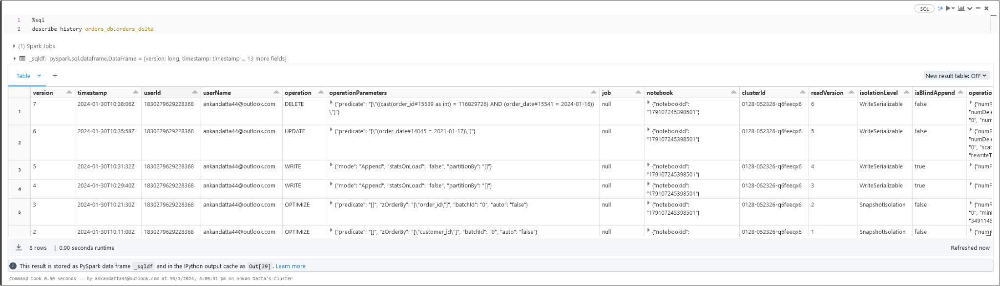 SQL
1 %sql
2 describe history orders_db.orders_delta
(1) Spark Jobs
_sqldf: pyspark.sql.dataframe.DataFrame = [version: long, timestamp: timestamp ... 13 more fields]
Table +
New result table: OFF
version timestamp userId userName operation operationParameters job notebook clusterId readVersion isolationLevel isBlindAppend operatio
1 7 2024-01-30T10:38:06Z 1830279629228368 ankandatta44@outlook.com DELETE {"predicate": "[\"((cast(order_id#15539 as int) = 116829726) AND (order_date#15541 = 2024-01-16)) null {"notebookId": 0128-052326-q6feeqx6 6 WriteSerializable false {"numR
\"]"} "179107245398501"} "numDele
"0", "num
2 6 2024-01-30T10:35:58Z 1830279629228368 ankandatta44@outlook.com UPDATE {"predicate": "[\"(order_date#14045 = 2021-01-17)\"]"} null {"notebookId": 0128-052326-q6feeqx6 5 WriteSerializable false {"numR
"179107245398501"} "numDele
"0", "scar
"rewriteT
3 5 2024-01-30T10:31:32Z 1830279629228368 ankandatta44@outlook.com WRITE {"mode": "Append", "statsOnLoad": "false", "partitionBy": "[]"} null {"notebookId": 0128-052326-q6feeqx6 4 WriteSerializable true {"numF
"179107245398501"}
4 4 2024-01-30T10:29:40Z 1830279629228368 ankandatta44@outlook.com WRITE {"mode": "Append", "statsOnLoad": "false", "partitionBy": "[]"} null {"notebookId": 0128-052326-q6feeqx6 3 WriteSerializable true {"numF
"179107245398501"}
5 3 2024-01-30T10:21:30Z 1830279629228368 ankandatta44@outlook.com OPTIMIZE {"predicate": "[]", "zOrderBy": "[\"order_id\"]", "batchId": "0", "auto": "false"} null {"notebookId": 0128-052326-q6feeqx6 2 SnapshotIsolation false {"numR
"179107245398501"} "0", "minI
"3491145
2 2024-01-30T10:11:00Z 1830279629228368 ankandatta44@outlook.com OPTIMIZE {"predicate": "[]", "zOrderBy": "[\"customer_id\"]", "batchId": "0", "auto": "false"} null {"notebookId": 0128-052326-q6feeqx6 1 SnapshotIsolation false {"numR
8 rows | 0.90 seconds runtime
Refreshed now
This result is stored as PySpark data frame _sqldf and in the IPython output cache as Out[39]. Learn more
Command took 0.90 seconds -- by ankandatta44@outlook.com at 30/1/2024, 4:09:31 pm on Ankan Datta's Cluster